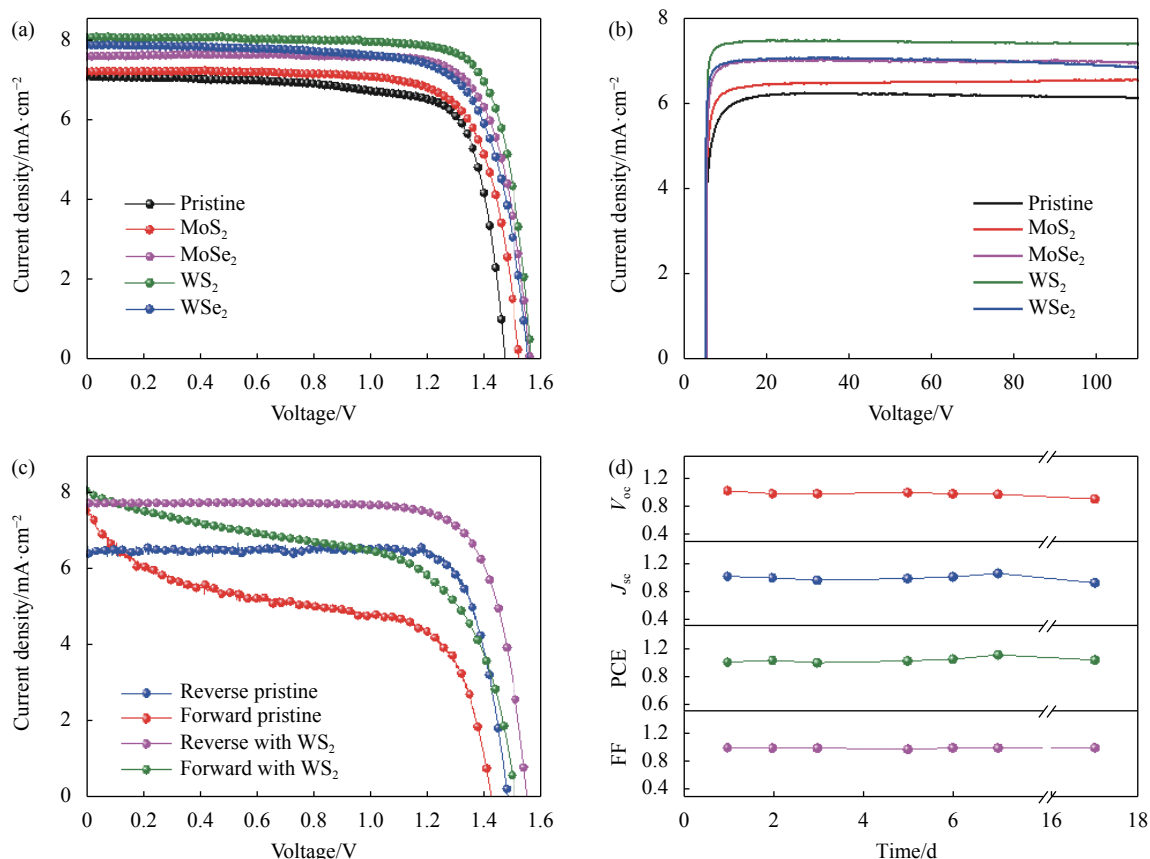 (a)
8
6
4
2
0
Current density/mA·cm⁻²
Pristine
MoS₂
MoSe₂
WS₂
WSe₂
0 0.2 0.4 0.6 0.8 1.0 1.2 1.4 1.6
Voltage/V
(b)
8
6
4
2
0
Current density/mA·cm⁻²
Pristine
MoS₂
MoSe₂
WS₂
WSe₂
0 20 40 60 80 100
Voltage/V
(c)
8
6
4
2
0
Current density/mA·cm⁻²
Reverse pristine
Forward pristine
Reverse with WS₂
Forward with WS₂
0 0.2 0.4 0.6 0.8 1.0 1.2 1.4 1.6
Voltage/V
(d)
V_oc
1.2
0.8
0.4
J_sc
1.2
0.8
0.4
PCE
1.2
0.9
0.6
FF
1.2
0.8
0.4
0 2 4 6 8 16 18
Time/d